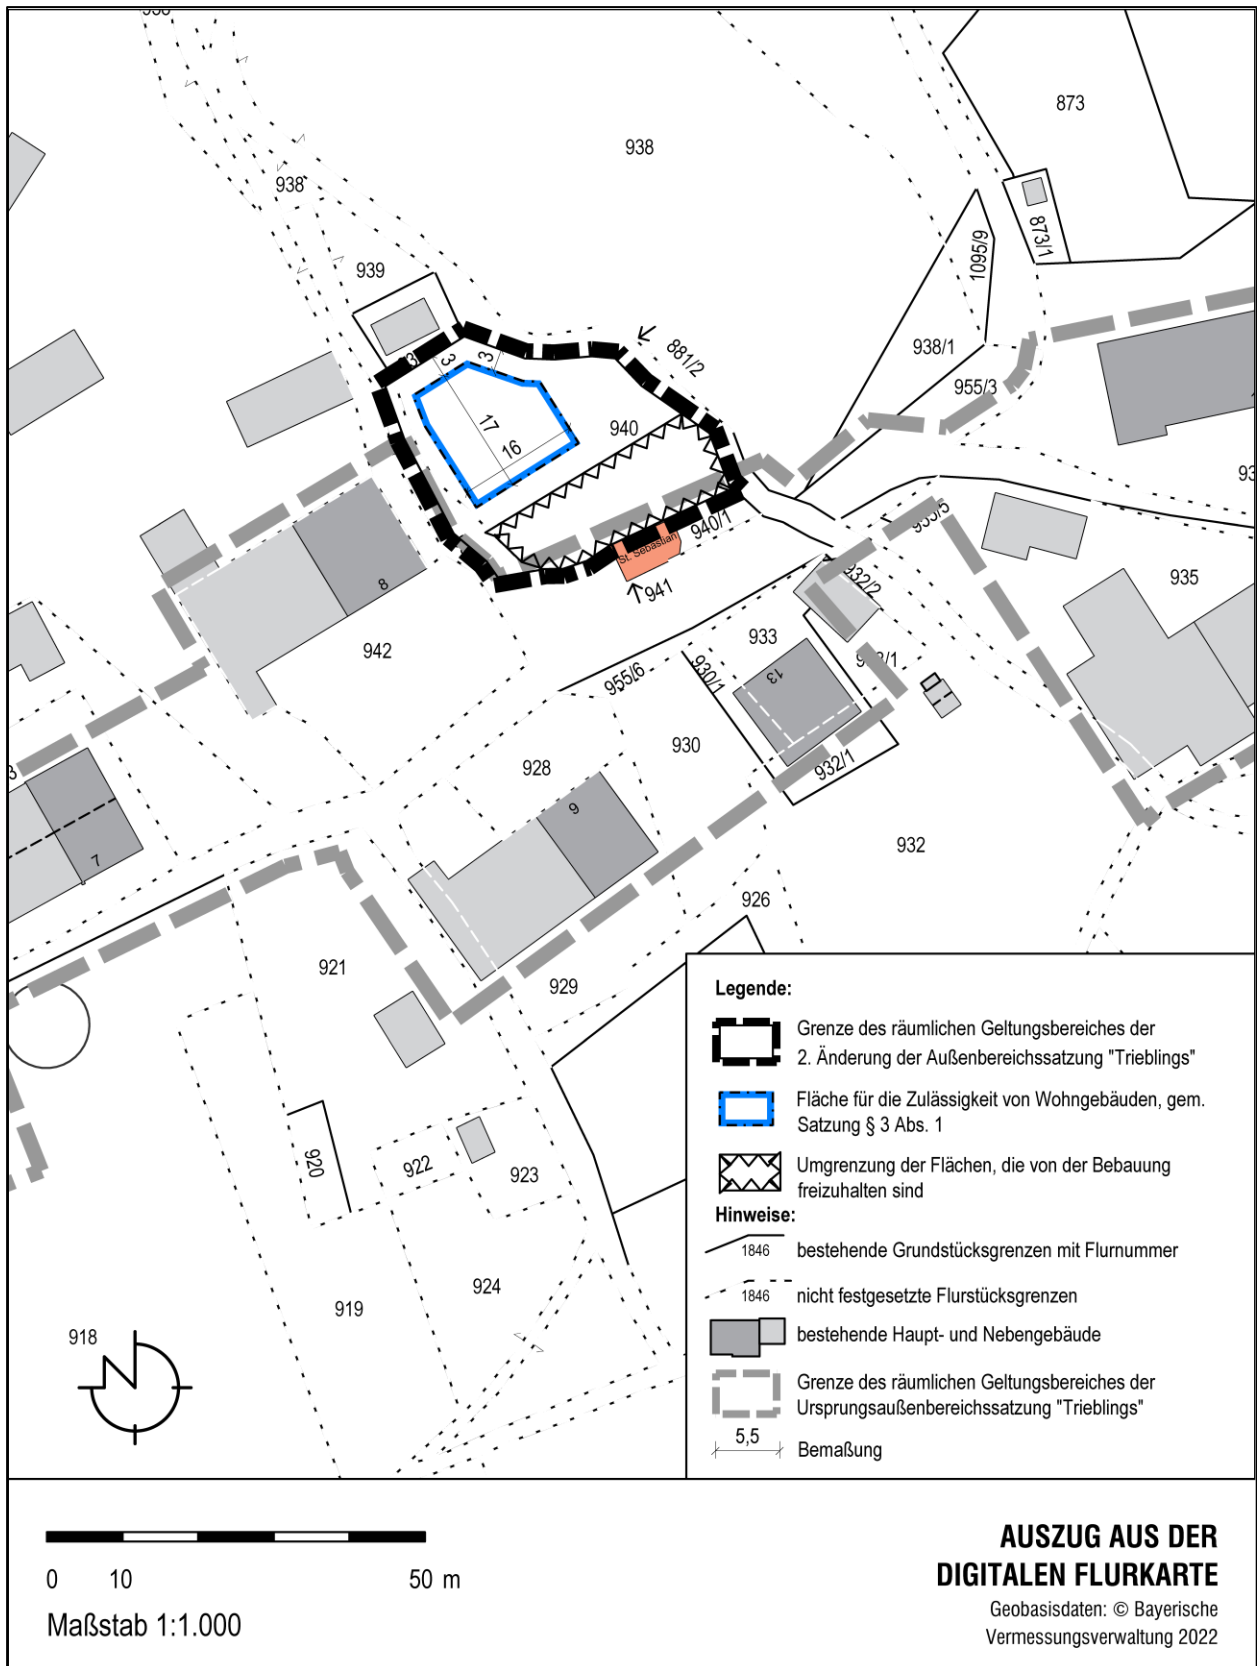 938
873
938
873/1
1095/9
939
881/2
938/1
955/3
3
3
3
17
16
940
940/1
St. Sebastian
941
955/5
932/2
935
8
942
933
13
930/1
955/6
930
928
932/1
9
7
932
926
921
929
920
922
923
924
919
918
Legende:
Grenze des räumlichen Geltungsbereiches der
2. Änderung der Außenbereichssatzung "Trieblings"
Fläche für die Zulässigkeit von Wohngebäuden, gem.
Satzung § 3 Abs. 1
Umgrenzung der Flächen, die von der Bebauung
freizuhalten sind
Hinweise:
1846 bestehende Grundstücksgrenzen mit Flurnummer
1846 nicht festgesetzte Flurstücksgrenzen
bestehende Haupt- und Nebengebäude
Grenze des räumlichen Geltungsbereiches der
Ursprungsaußenbereichssatzung "Trieblings"
5,5 Bemaßung
N
0 10 50 m
Maßstab 1:1.000
AUSZUG AUS DER
DIGITALEN FLURKARTE
Geobasisdaten: © Bayerische
Vermessungsverwaltung 2022